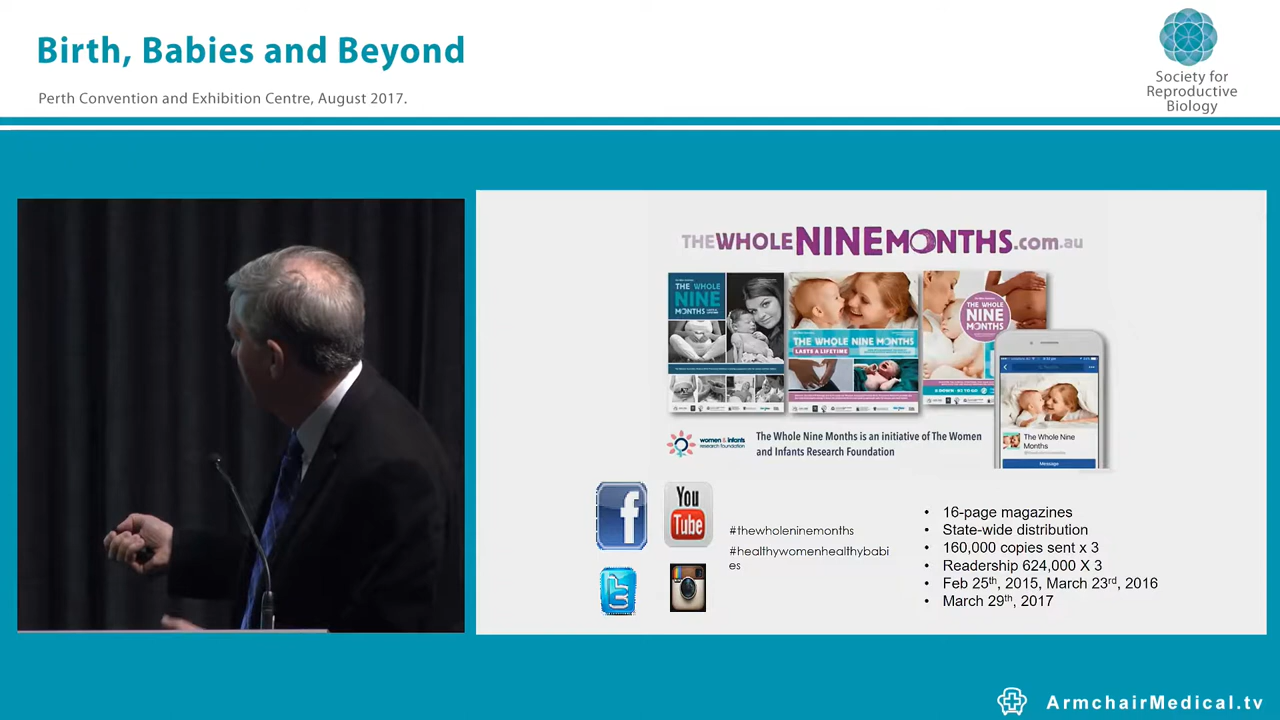 Birth, Babies and Beyond
Perth Convention and Exhibition Centre, August 2017.
Society for
Reproductive
Biology
THEWHOLENINEMONTHS.com.au
THE WHOLE
NINE
MONTHS
THE WHOLE NINE MONTHS
LASTS A LIFETIME
THE WHOLE
NINE
MONTHS
The Whole Nine
Months
Message
women & infants
research foundation
The Whole Nine Months is an initiative of The Women
and Infants Research Foundation
f
You
Tube
#thewholeninemonths
#healthywomenhealthybabi
es
• 16-page magazines
• State-wide distribution
• 160,000 copies sent x 3
• Readership 624,000 X 3
• Feb 25th, 2015, March 23rd, 2016
• March 29th, 2017
ArmchairMedical.tv